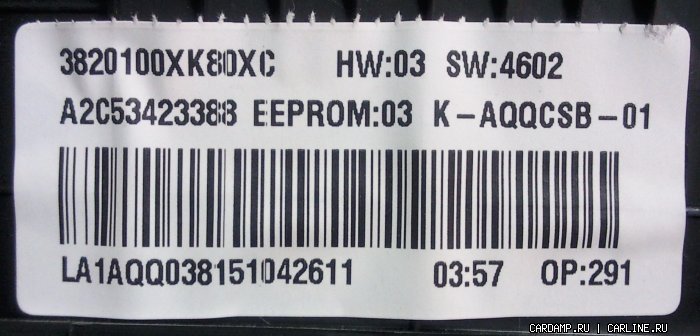 3820100XK80XC HW:03 SW:4602
A2C53423388 EEPROM:03 K-AQQCSB-01
LA1AQQ038151042611 03:57 OP:291
CARDAMP.RU | CARLINE.RU